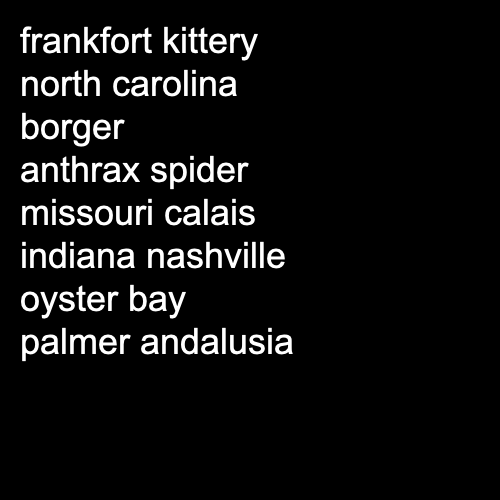 frankfort kittery
north carolina
borger
anthrax spider
missouri calais
indiana nashville
oyster bay
palmer andalusia